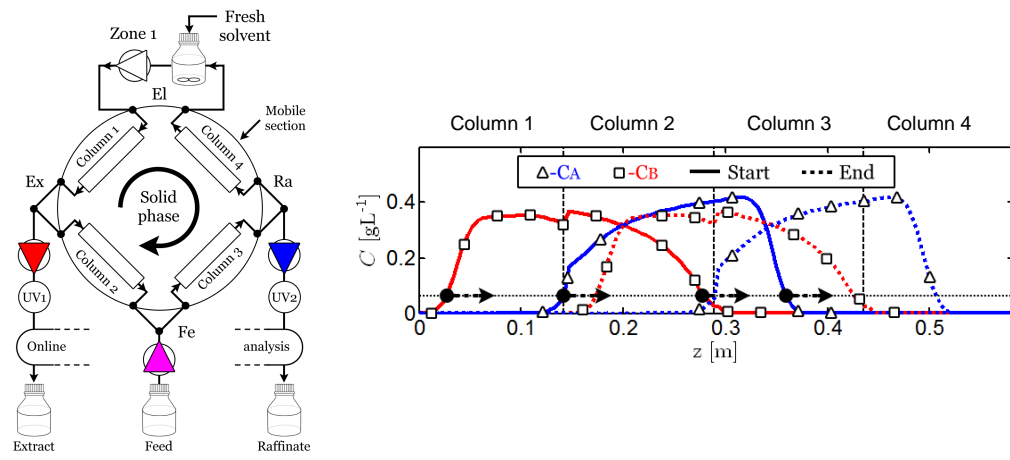 Fresh
solvent
Zone 1
El
Mobile
section
Column 1
Column 4
Ex
Ra
Solid
phase
Column 2
Column 3
UV1
UV2
Fe
Online
analysis
Extract
Feed
Raffinate
Column 1
Column 2
Column 3
Column 4
-CA
-CB
Start
End
C [gL-1]
0.4
0.2
0
0
0.1
0.2
0.3
0.4
0.5
z [m]